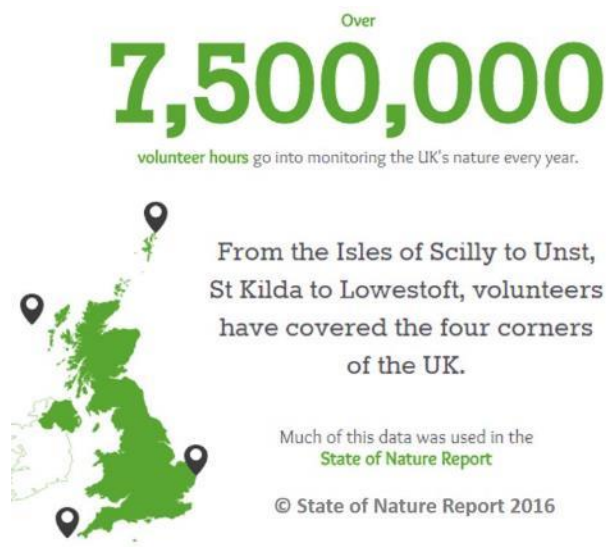 Over
7,500,000
volunteer hours go into monitoring the UK's nature every year.
From the Isles of Scilly to Unst,
St Kilda to Lowestoft, volunteers
have covered the four corners
of the UK.
Much of this data was used in the
State of Nature Report
© State of Nature Report 2016